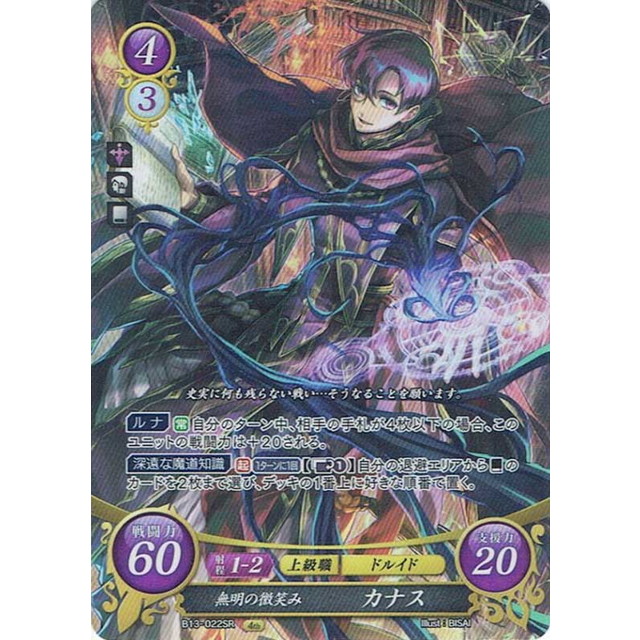 4
3
史実に何も残らない戦い…そうなることを願います。
ルナ 常 自分のターン中、相手の手札が4枚以下の場合、この
ユニットの戦闘力は+20される。
深遠な魔道知識 起 1ターンに1回 【 1】自分の退避エリアから■の
カードを2枚まで選び、デッキの1番上に好きな順番で置く。
戦闘力
60
射程 1-2
上級職
ドルイド
支援力
20
無明の微笑み
カナス
B13-022SR
4th
Illust：BISAI